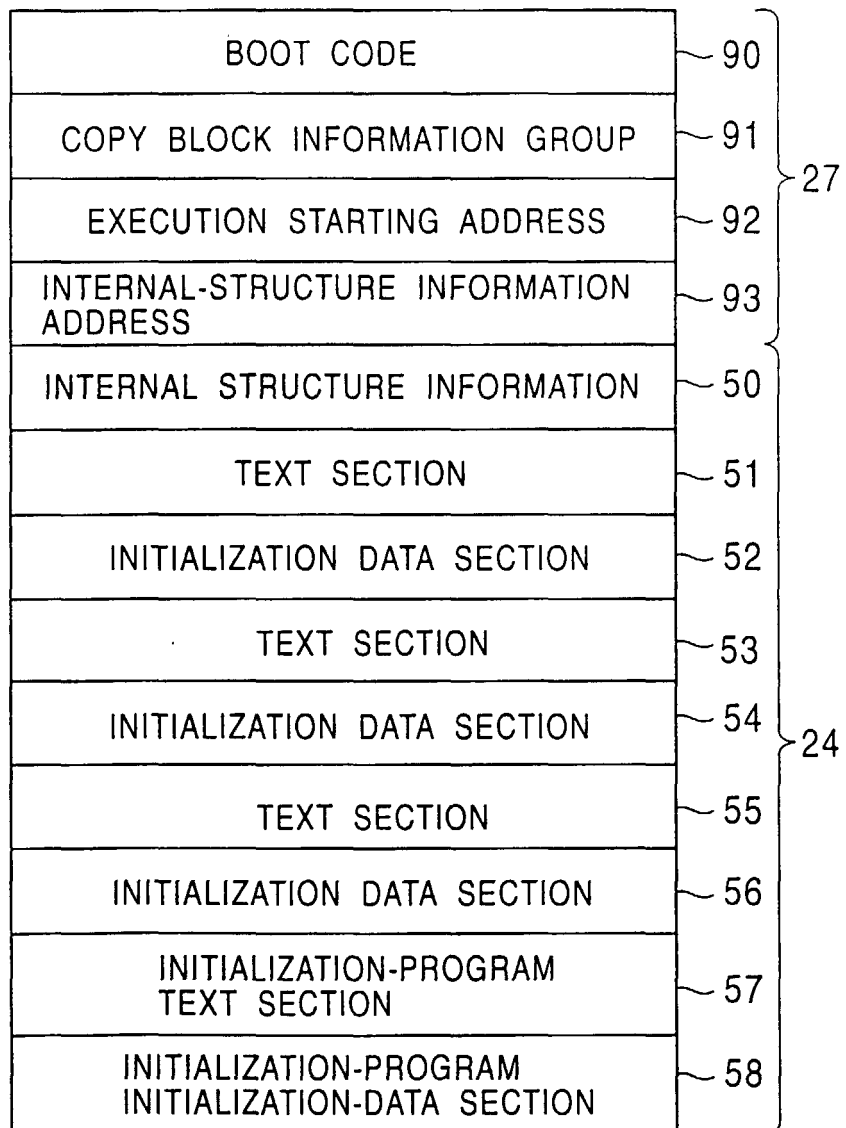 BOOT CODE 90
COPY BLOCK INFORMATION GROUP 91
27
EXECUTION STARTING ADDRESS 92
INTERNAL-STRUCTURE INFORMATION
ADDRESS 93
INTERNAL STRUCTURE INFORMATION 50
TEXT SECTION 51
INITIALIZATION DATA SECTION 52
TEXT SECTION 53
INITIALIZATION DATA SECTION 54
24
TEXT SECTION 55
INITIALIZATION DATA SECTION 56
INITIALIZATION-PROGRAM
TEXT SECTION 57
INITIALIZATION-PROGRAM
INITIALIZATION-DATA SECTION 58